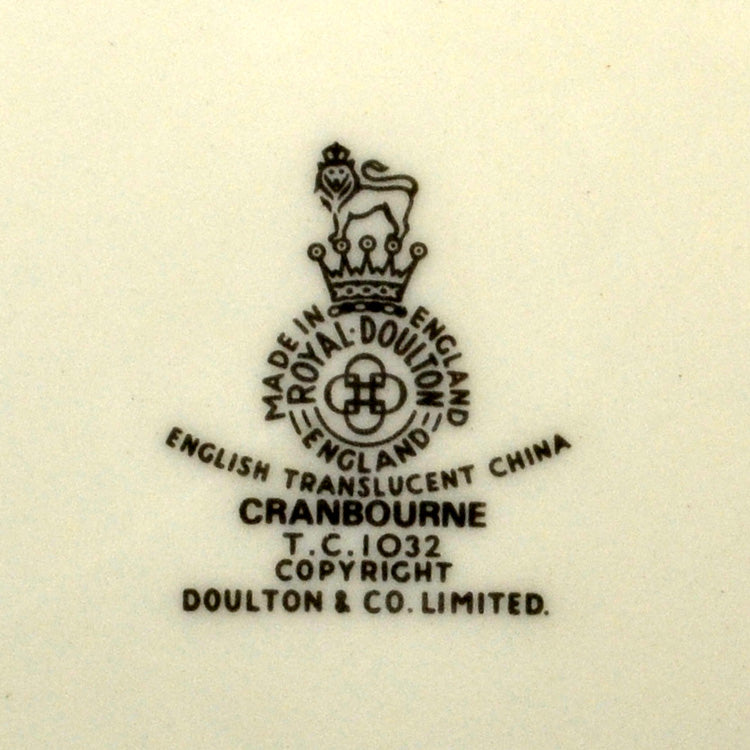 MADE IN ENGLAND
ROYAL·DOULTON
ENGLAND
ENGLISH TRANSLUCENT CHINA
CRANBOURNE
T.C.1032
COPYRIGHT
DOULTON & CO. LIMITED.